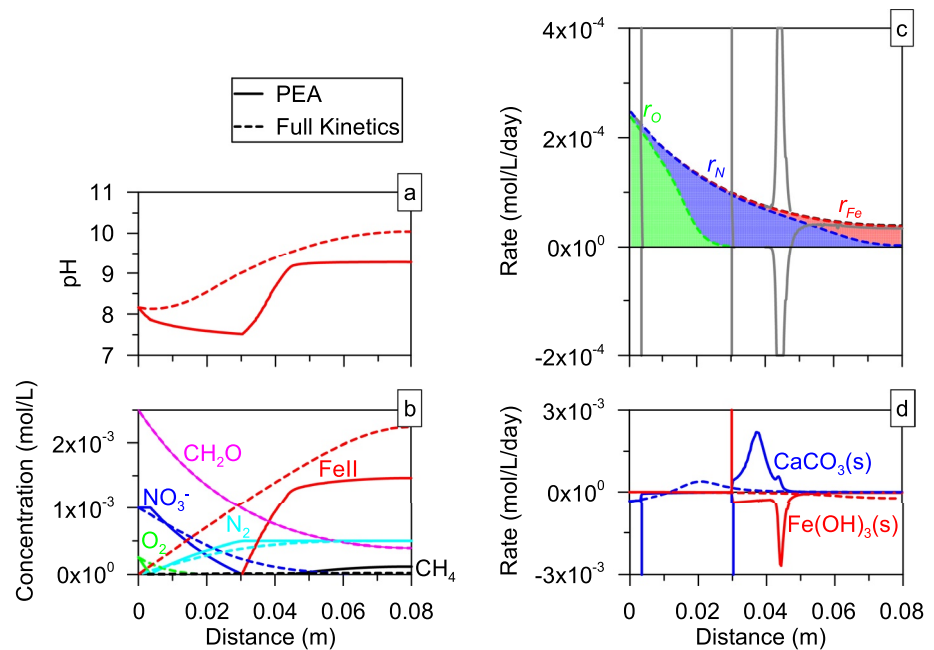 PEA
Full Kinetics
a
11
10
9
8
7
pH
b
Concentration (mol/L)
2x10⁻³
1x10⁻³
0x10⁰
CH₂O
FeII
NO₃⁻
N₂
O₂
CH₄
0 0.02 0.04 0.06 0.08
Distance (m)
c
4x10⁻⁴
2x10⁻⁴
0x10⁰
-2x10⁻⁴
Rate (mol/L/day)
r_O
r_N
r_Fe
d
3x10⁻³
0x10⁰
-3x10⁻³
Rate (mol/L/day)
CaCO₃(s)
Fe(OH)₃(s)
0 0.02 0.04 0.06 0.08
Distance (m)